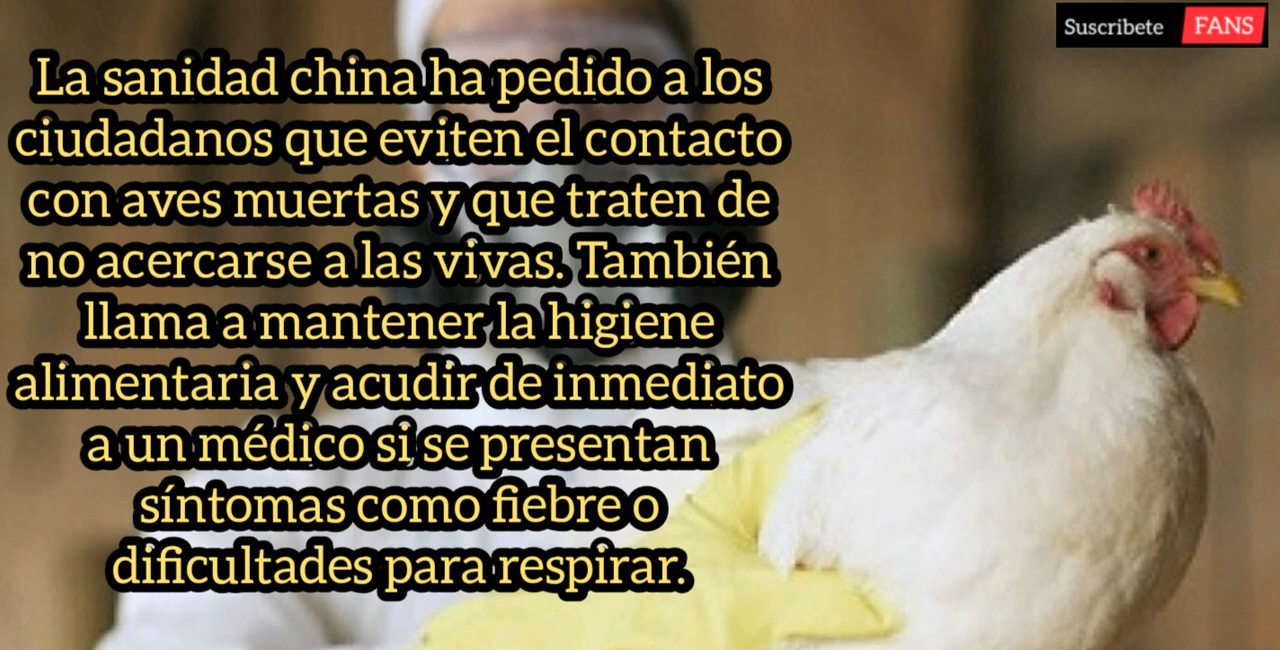 Suscribete FANS
La sanidad china ha pedido a los
ciudadanos que eviten el contacto
con aves muertas y que traten de
no acercarse a las vivas. También
llama a mantener la higiene
alimentaria y acudir de inmediato
a un médico si se presentan
síntomas como fiebre o
dificultades para respirar.